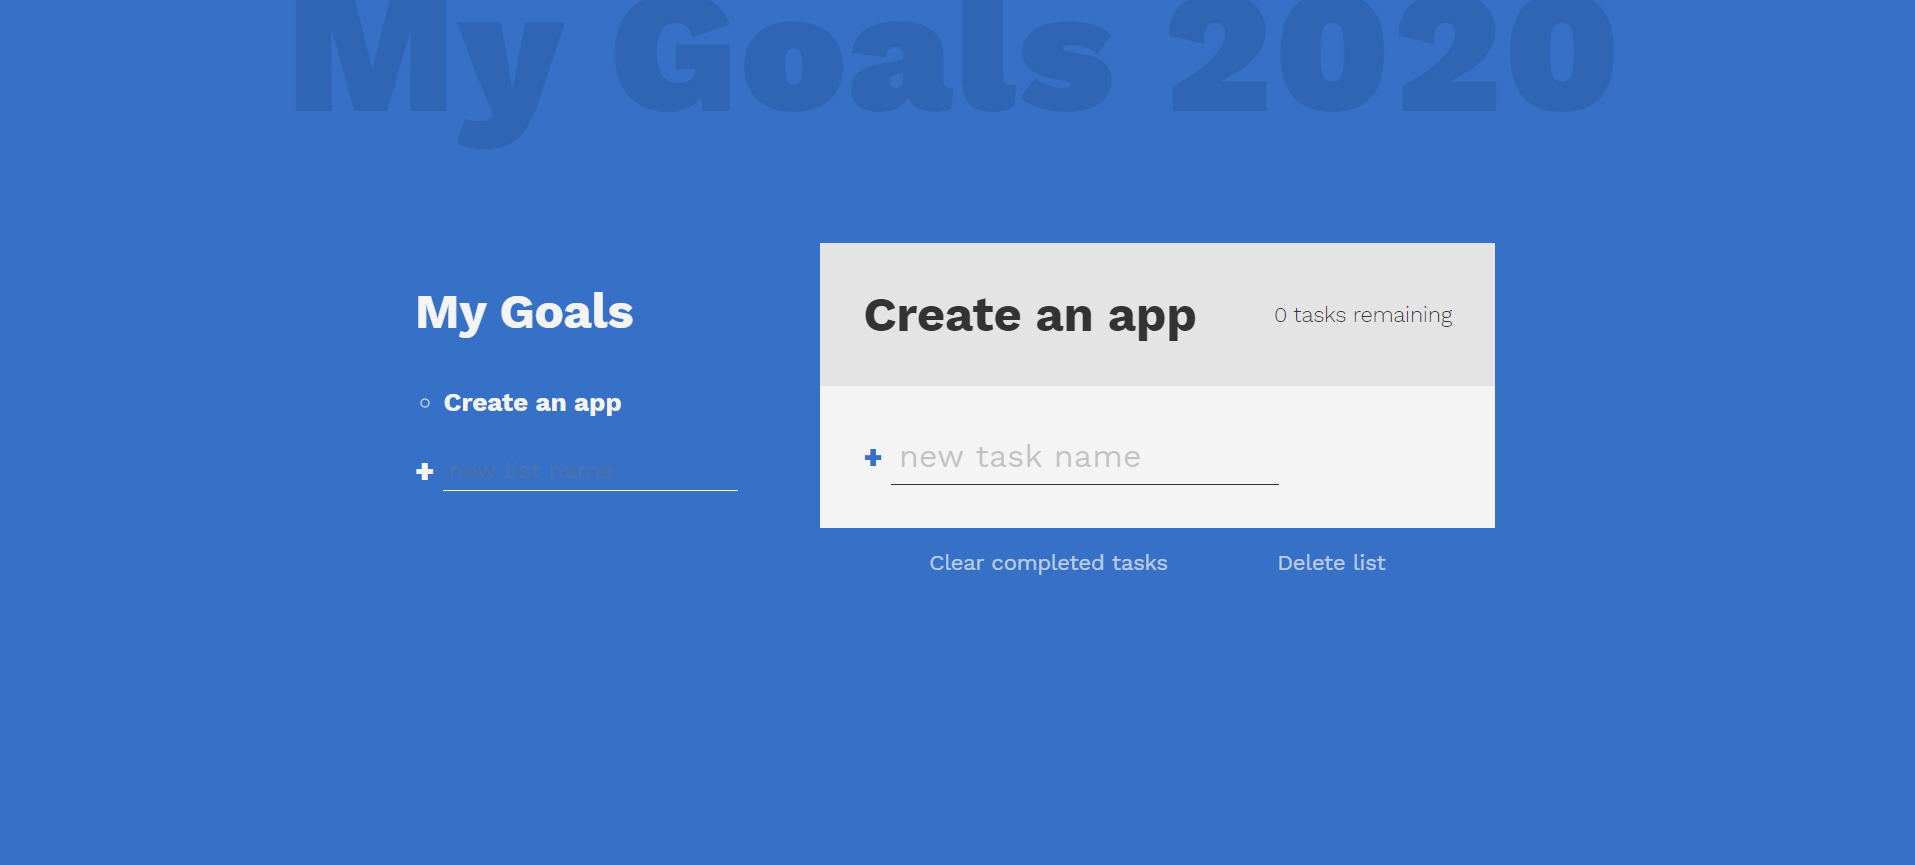 My Goals 2020
My Goals
Create an app
+ new list name
Create an app
0 tasks remaining
+ new task name
Clear completed tasks
Delete list